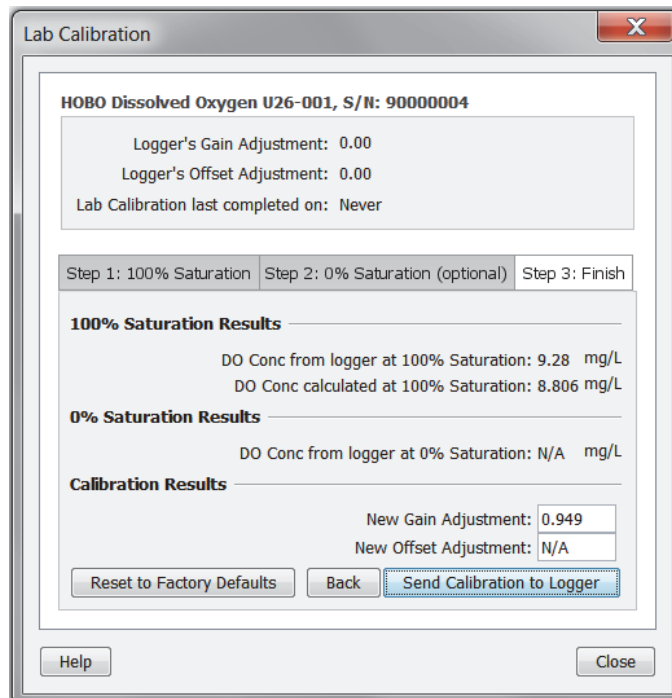 Lab Calibration
X
HOBO Dissolved Oxygen U26-001, S/N: 90000004
Logger's Gain Adjustment: 0.00
Logger's Offset Adjustment: 0.00
Lab Calibration last completed on: Never
Step 1: 100% Saturation Step 2: 0% Saturation (optional) Step 3: Finish
100% Saturation Results
DO Conc from logger at 100% Saturation: 9.28 mg/L
DO Conc calculated at 100% Saturation: 8.806 mg/L
0% Saturation Results
DO Conc from logger at 0% Saturation: N/A mg/L
Calibration Results
New Gain Adjustment: 0.949
New Offset Adjustment: N/A
Reset to Factory Defaults Back Send Calibration to Logger
Help Close